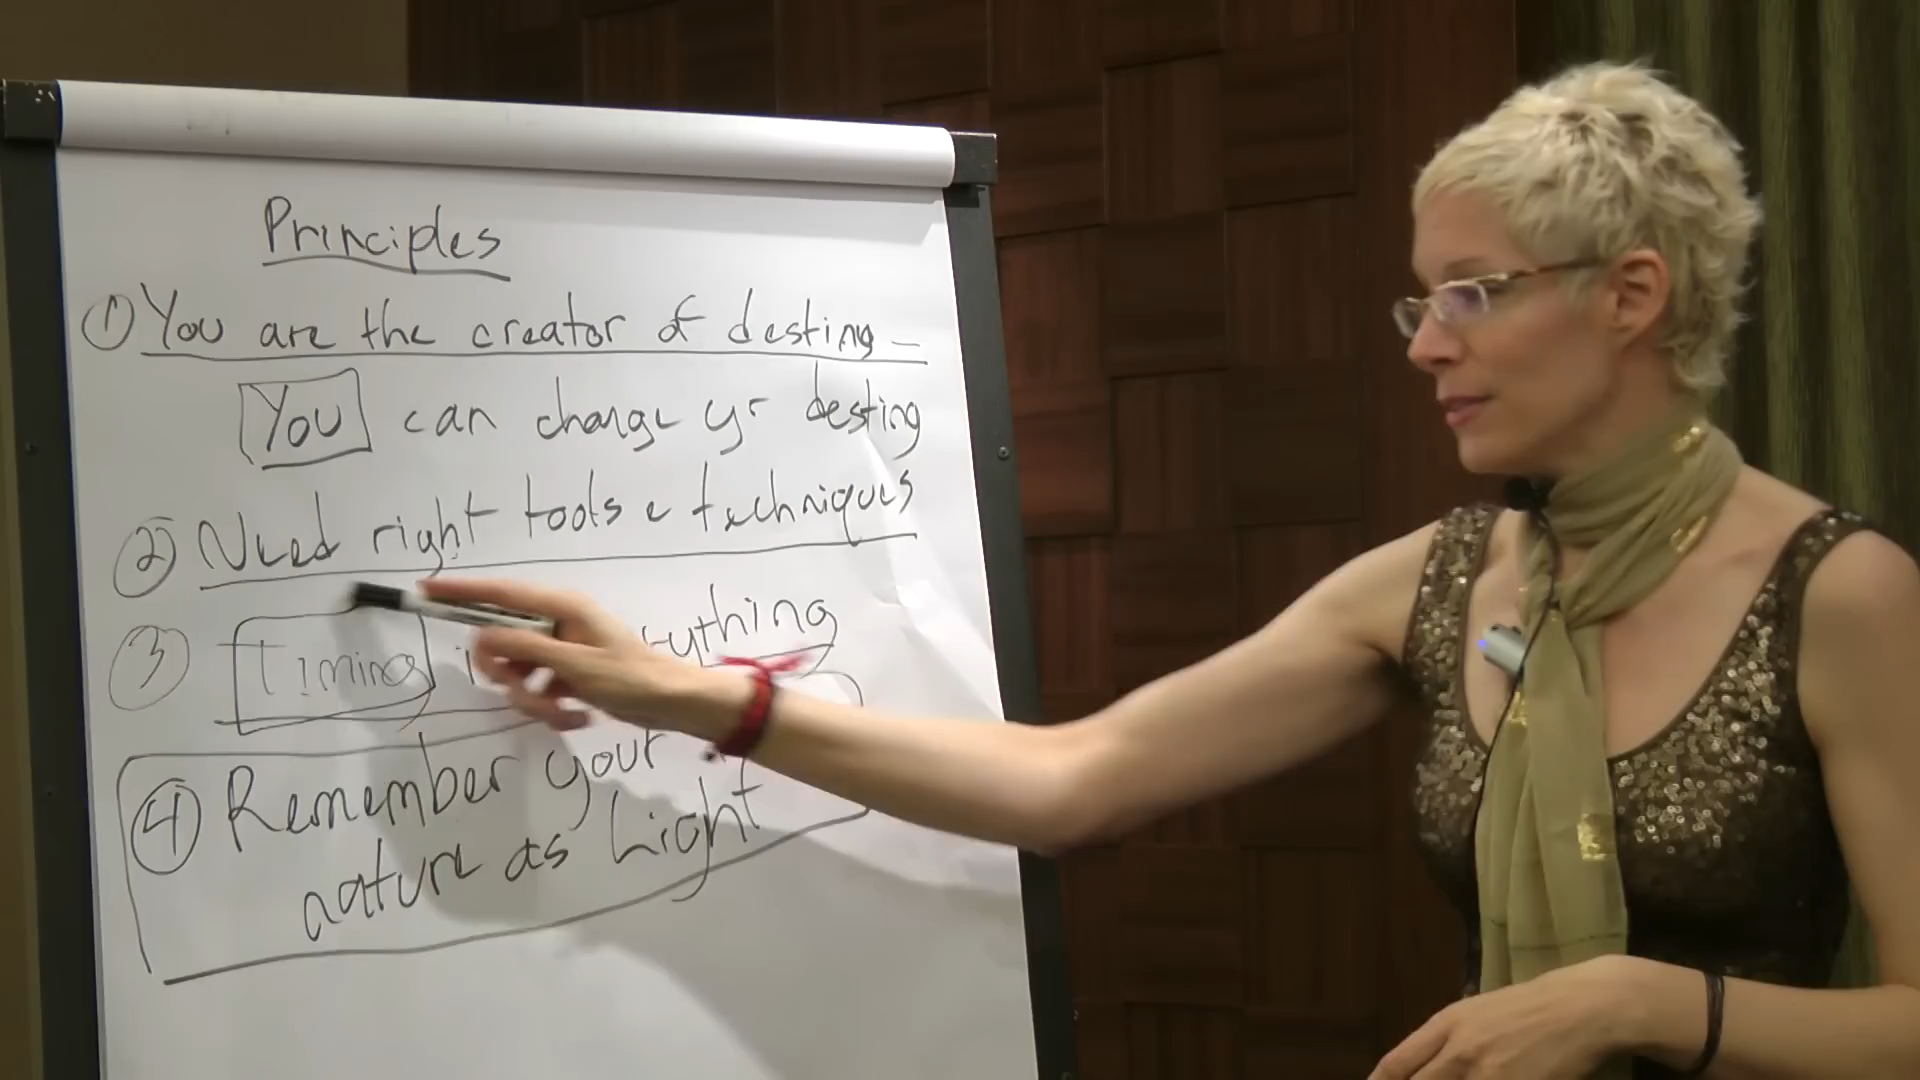 Principles
① You are the creator of destiny –
You can change yr destiny
② Need right tools & techniques
③ Timing
④ Remember your
nature as Light